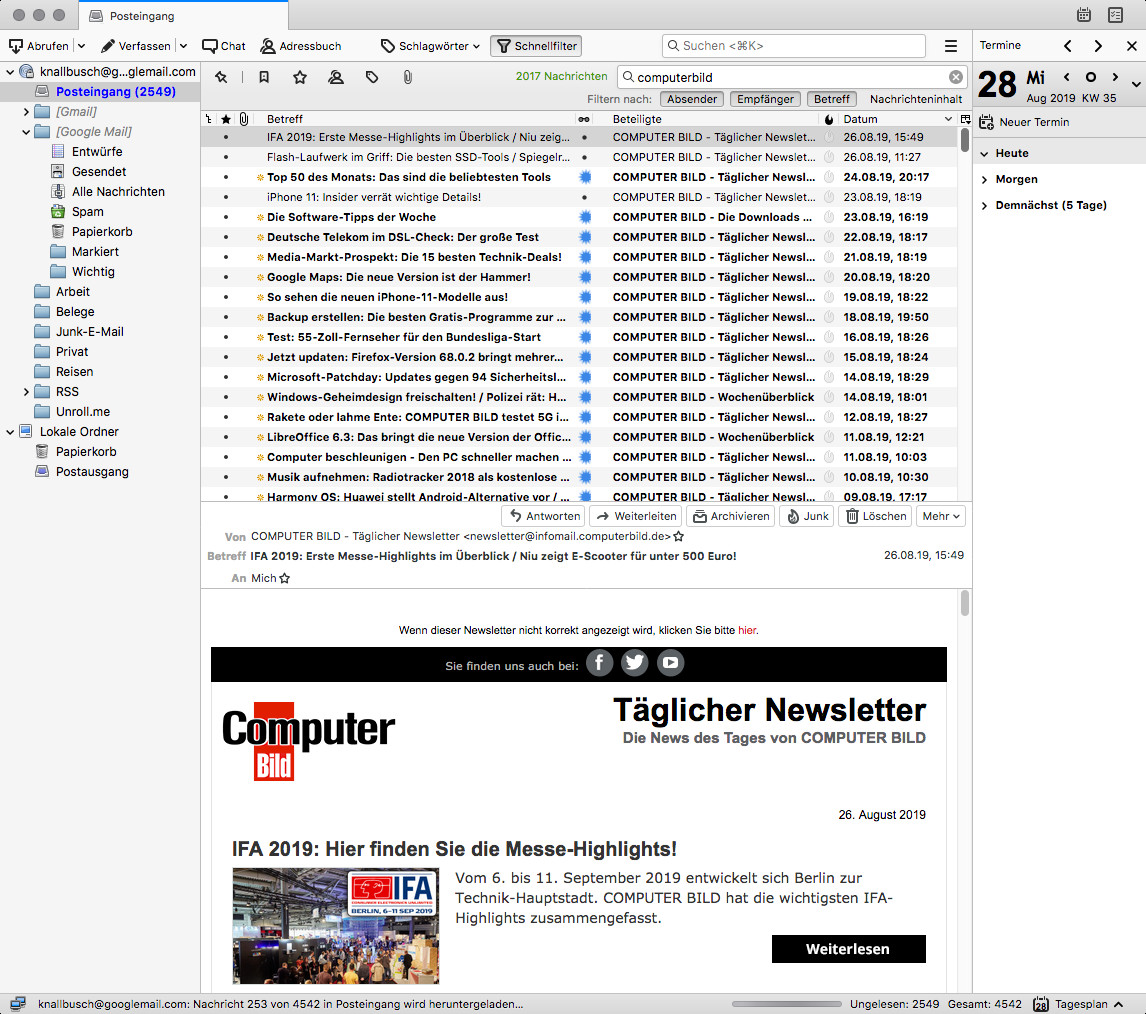 Posteingang
Abrufen
Verfassen
Chat
Adressbuch
Schlagwörter
Schnellfilter
Suchen <⌘K>
Termine
knallbusch@g...glemail.com
Posteingang (2549)
[Gmail]
[Google Mail]
Entwürfe
Gesendet
Alle Nachrichten
Spam
Papierkorb
Markiert
Wichtig
Arbeit
Belege
Junk-E-Mail
Privat
Reisen
RSS
Unroll.me
Lokale Ordner
Papierkorb
Postausgang
2017 Nachrichten
computerbild
Filtern nach: Absender Empfänger Betreff Nachrichteninhalt
Betreff Beteiligte Datum
IFA 2019: Erste Messe-Highlights im Überblick / Niu zeig... COMPUTER BILD - Täglicher Newslet... 26.08.19, 15:49
Flash-Laufwerk im Griff: Die besten SSD-Tools / Spiegelr... COMPUTER BILD - Täglicher Newslet... 26.08.19, 11:27
Top 50 des Monats: Das sind die beliebtesten Tools COMPUTER BILD - Täglicher Newsl... 24.08.19, 20:17
iPhone 11: Insider verrät wichtige Details! COMPUTER BILD - Täglicher Newslet... 23.08.19, 18:19
Die Software-Tipps der Woche COMPUTER BILD - Die Downloads ... 23.08.19, 16:19
Deutsche Telekom im DSL-Check: Der große Test COMPUTER BILD - Täglicher Newsl... 22.08.19, 18:17
Media-Markt-Prospekt: Die 15 besten Technik-Deals! COMPUTER BILD - Täglicher Newsl... 21.08.19, 18:19
Google Maps: Die neue Version ist der Hammer! COMPUTER BILD - Täglicher Newsl... 20.08.19, 18:20
So sehen die neuen iPhone-11-Modelle aus! COMPUTER BILD - Täglicher Newsl... 19.08.19, 18:22
Backup erstellen: Die besten Gratis-Programme zur ... COMPUTER BILD - Täglicher Newsl... 18.08.19, 19:50
Test: 55-Zoll-Fernseher für den Bundesliga-Start COMPUTER BILD - Täglicher Newsl... 16.08.19, 18:26
Jetzt updaten: Firefox-Version 68.0.2 bringt mehrer... COMPUTER BILD - Täglicher Newsl... 15.08.19, 18:24
Microsoft-Patchday: Updates gegen 94 Sicherheitsl... COMPUTER BILD - Täglicher Newsl... 14.08.19, 18:29
Windows-Geheimdesign freischalten! / Polizei rät: H... COMPUTER BILD - Wochenüberblick 14.08.19, 18:01
Rakete oder lahme Ente: COMPUTER BILD testet 5G i... COMPUTER BILD - Täglicher Newsl... 12.08.19, 18:27
LibreOffice 6.3: Das bringt die neue Version der Offic... COMPUTER BILD - Wochenüberblick 11.08.19, 12:21
Computer beschleunigen - Den PC schneller machen ... COMPUTER BILD - Täglicher Newsl... 11.08.19, 10:03
Musik aufnehmen: Radiotracker 2018 als kostenlose ... COMPUTER BILD - Täglicher Newsl... 10.08.19, 10:30
Harmony OS: Huawei stellt Android-Alternative vor / ... COMPUTER BILD - Täglicher Newsl... 09.08.19, 17:17
28 Mi
Aug 2019 KW 35
Neuer Termin
Heute
Morgen
Demnächst (5 Tage)
Antworten Weiterleiten Archivieren Junk Löschen Mehr
Von COMPUTER BILD - Täglicher Newsletter <newsletter@infomail.computerbild.de>
Betreff IFA 2019: Erste Messe-Highlights im Überblick / Niu zeigt E-Scooter für unter 500 Euro! 26.08.19, 15:49
An Mich
Wenn dieser Newsletter nicht korrekt angezeigt wird, klicken Sie bitte hier.
Sie finden uns auch bei:
Computer
Bild
Täglicher Newsletter
Die News des Tages von COMPUTER BILD
26. August 2019
IFA 2019: Hier finden Sie die Messe-Highlights!
IFA
CONSUMER ELECTRONICS UNLIMITED
BERLIN, 6-11 SEP 2019
Vom 6. bis 11. September 2019 entwickelt sich Berlin zur
Technik-Hauptstadt. COMPUTER BILD hat die wichtigsten IFA-
Highlights zusammengefasst.
Weiterlesen
knallbusch@googlemail.com: Nachricht 253 von 4542 in Posteingang wird heruntergeladen...
Ungelesen: 2549 Gesamt: 4542 28 Tagesplan